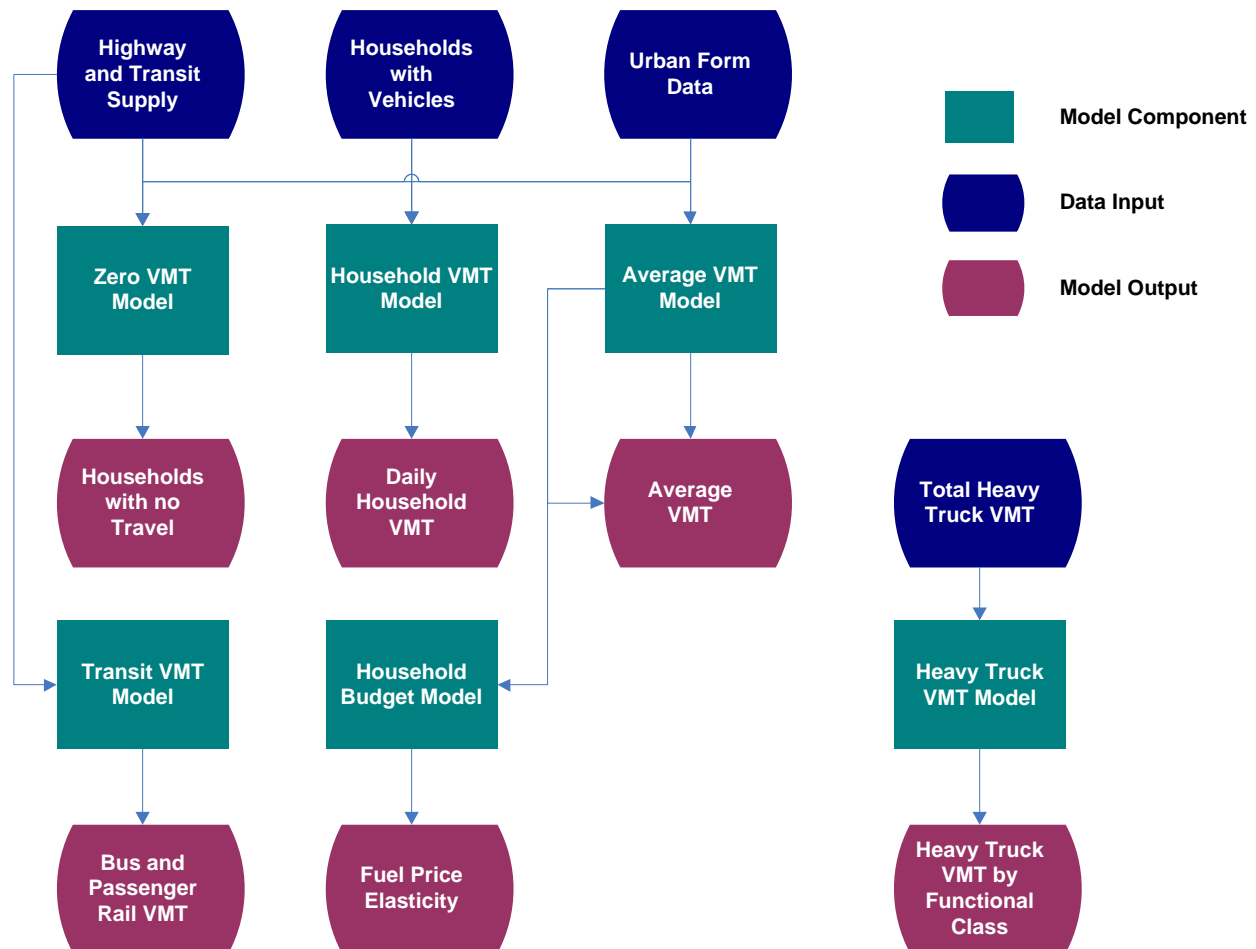 Highway
and Transit
Supply
Households
with
Vehicles
Urban Form
Data
Model Component
Data Input
Model Output
Zero VMT
Model
Household VMT
Model
Average VMT
Model
Households
with no
Travel
Daily
Household
VMT
Average
VMT
Total Heavy
Truck VMT
Transit VMT
Model
Household
Budget Model
Heavy Truck
VMT Model
Bus and
Passenger
Rail VMT
Fuel Price
Elasticity
Heavy Truck
VMT by
Functional
Class